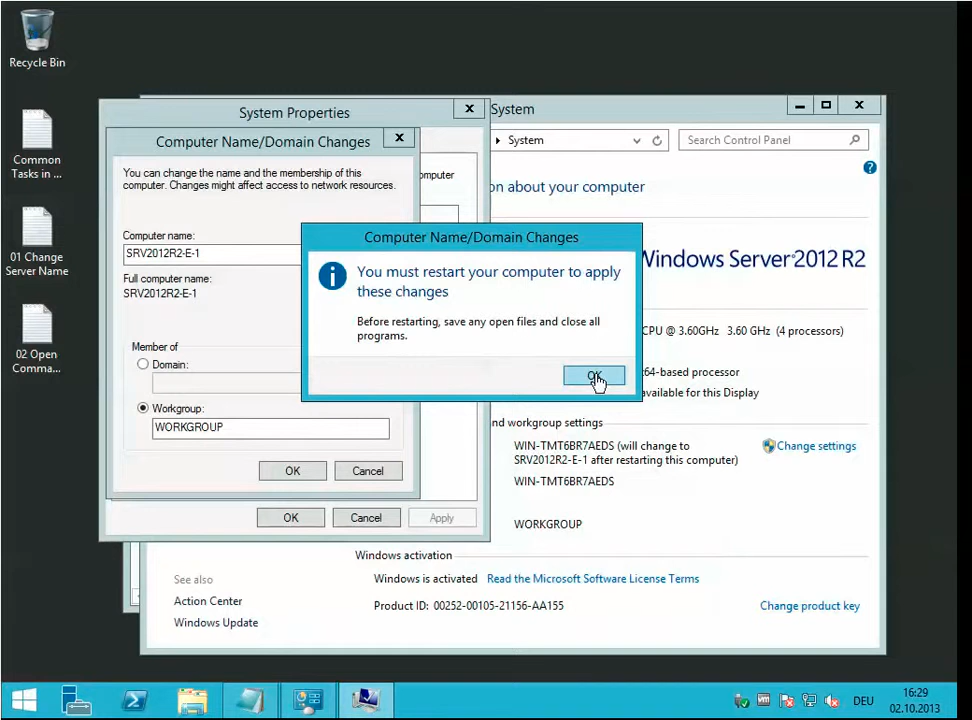 Recycle Bin
Common
Tasks in ...
01 Change
Server Name
02 Open
Comma...
System Properties
Computer Name/Domain Changes
You can change the name and the membership of this
computer. Changes might affect access to network resources.
Computer name:
SRV2012R2-E-1
Full computer name:
SRV2012R2-E-1
Member of
Domain:
Workgroup:
WORKGROUP
OK
Cancel
omputer
OK
Cancel
Apply
Computer Name/Domain Changes
You must restart your computer to apply
these changes
Before restarting, save any open files and close all
programs.
OK
System
System
Search Control Panel
on about your computer
Windows Server 2012 R2
CPU @ 3.60GHz 3.60 GHz (4 processors)
x64-based processor
available for this Display
nd workgroup settings
WIN-TMT6BR7AEDS (will change to
SRV2012R2-E-1 after restarting this computer)
Change settings
WIN-TMT6BR7AEDS
WORKGROUP
Windows activation
Windows is activated Read the Microsoft Software License Terms
Product ID: 00252-00105-21156-AA155
Change product key
See also
Action Center
Windows Update
DEU
16:29
02.10.2013